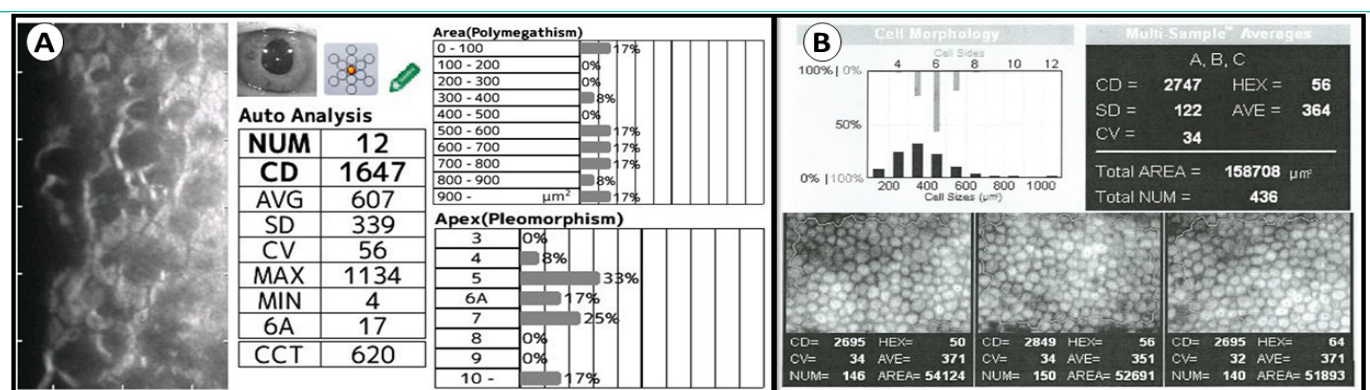 A
Auto Analysis
NUM 12
CD 1647
AVG 607
SD 339
CV 56
MAX 1134
MIN 4
6A 17
CCT 620
Area(Polymegathism)
0 - 100 17%
100 - 200 0%
200 - 300 0%
300 - 400 8%
400 - 500 0%
500 - 600 17%
600 - 700 17%
700 - 800 17%
800 - 900 8%
900 - μm² 17%
Apex(Pleomorphism)
3 0%
4 8%
5 33%
6A 17%
7 25%
8 0%
9 0%
10 - 17%
B
Cell Morphology
Cell Sides
4 6 8 10 12
100% | 0%
50%
0% | 100%
200 400 600 800 1000
Cell Sizes (μm²)
Multi-Sample™ Averages
A, B, C
CD = 2747 HEX = 56
SD = 122 AVE = 364
CV = 34
Total AREA = 158708 μm²
Total NUM = 436
CD= 2695 HEX= 50
CV= 34 AVE= 371
NUM= 146 AREA= 54124
CD= 2849 HEX= 56
CV= 34 AVE= 351
NUM= 150 AREA= 52691
CD= 2695 HEX= 64
CV= 32 AVE= 371
NUM= 140 AREA= 51893